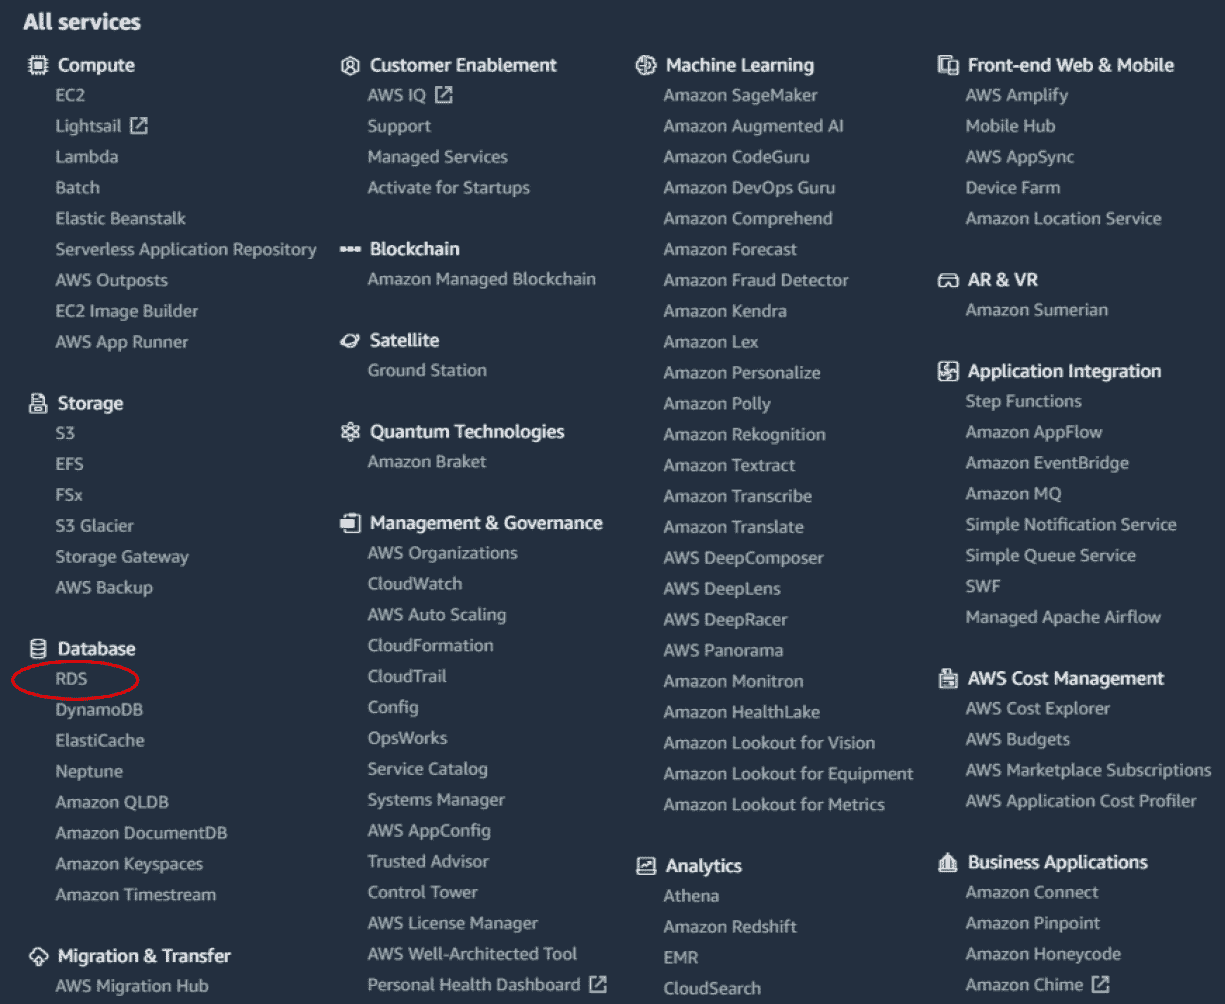 All services
Compute
EC2
Lightsail
Lambda
Batch
Elastic Beanstalk
Serverless Application Repository
AWS Outposts
EC2 Image Builder
AWS App Runner
Storage
S3
EFS
FSx
S3 Glacier
Storage Gateway
AWS Backup
Database
RDS
DynamoDB
ElastiCache
Neptune
Amazon QLDB
Amazon DocumentDB
Amazon Keyspaces
Amazon Timestream
Migration & Transfer
AWS Migration Hub
Customer Enablement
AWS IQ
Support
Managed Services
Activate for Startups
Blockchain
Amazon Managed Blockchain
Satellite
Ground Station
Quantum Technologies
Amazon Braket
Management & Governance
AWS Organizations
CloudWatch
AWS Auto Scaling
CloudFormation
CloudTrail
Config
OpsWorks
Service Catalog
Systems Manager
AWS AppConfig
Trusted Advisor
Control Tower
AWS License Manager
AWS Well-Architected Tool
Personal Health Dashboard
Machine Learning
Amazon SageMaker
Amazon Augmented AI
Amazon CodeGuru
Amazon DevOps Guru
Amazon Comprehend
Amazon Forecast
Amazon Fraud Detector
Amazon Kendra
Amazon Lex
Amazon Personalize
Amazon Polly
Amazon Rekognition
Amazon Textract
Amazon Transcribe
Amazon Translate
AWS DeepComposer
AWS DeepLens
AWS DeepRacer
AWS Panorama
Amazon Monitron
Amazon HealthLake
Amazon Lookout for Vision
Amazon Lookout for Equipment
Amazon Lookout for Metrics
Analytics
Athena
Amazon Redshift
EMR
CloudSearch
Front-end Web & Mobile
AWS Amplify
Mobile Hub
AWS AppSync
Device Farm
Amazon Location Service
AR & VR
Amazon Sumerian
Application Integration
Step Functions
Amazon AppFlow
Amazon EventBridge
Amazon MQ
Simple Notification Service
Simple Queue Service
SWF
Managed Apache Airflow
AWS Cost Management
AWS Cost Explorer
AWS Budgets
AWS Marketplace Subscriptions
AWS Application Cost Profiler
Business Applications
Amazon Connect
Amazon Pinpoint
Amazon Honeycode
Amazon Chime